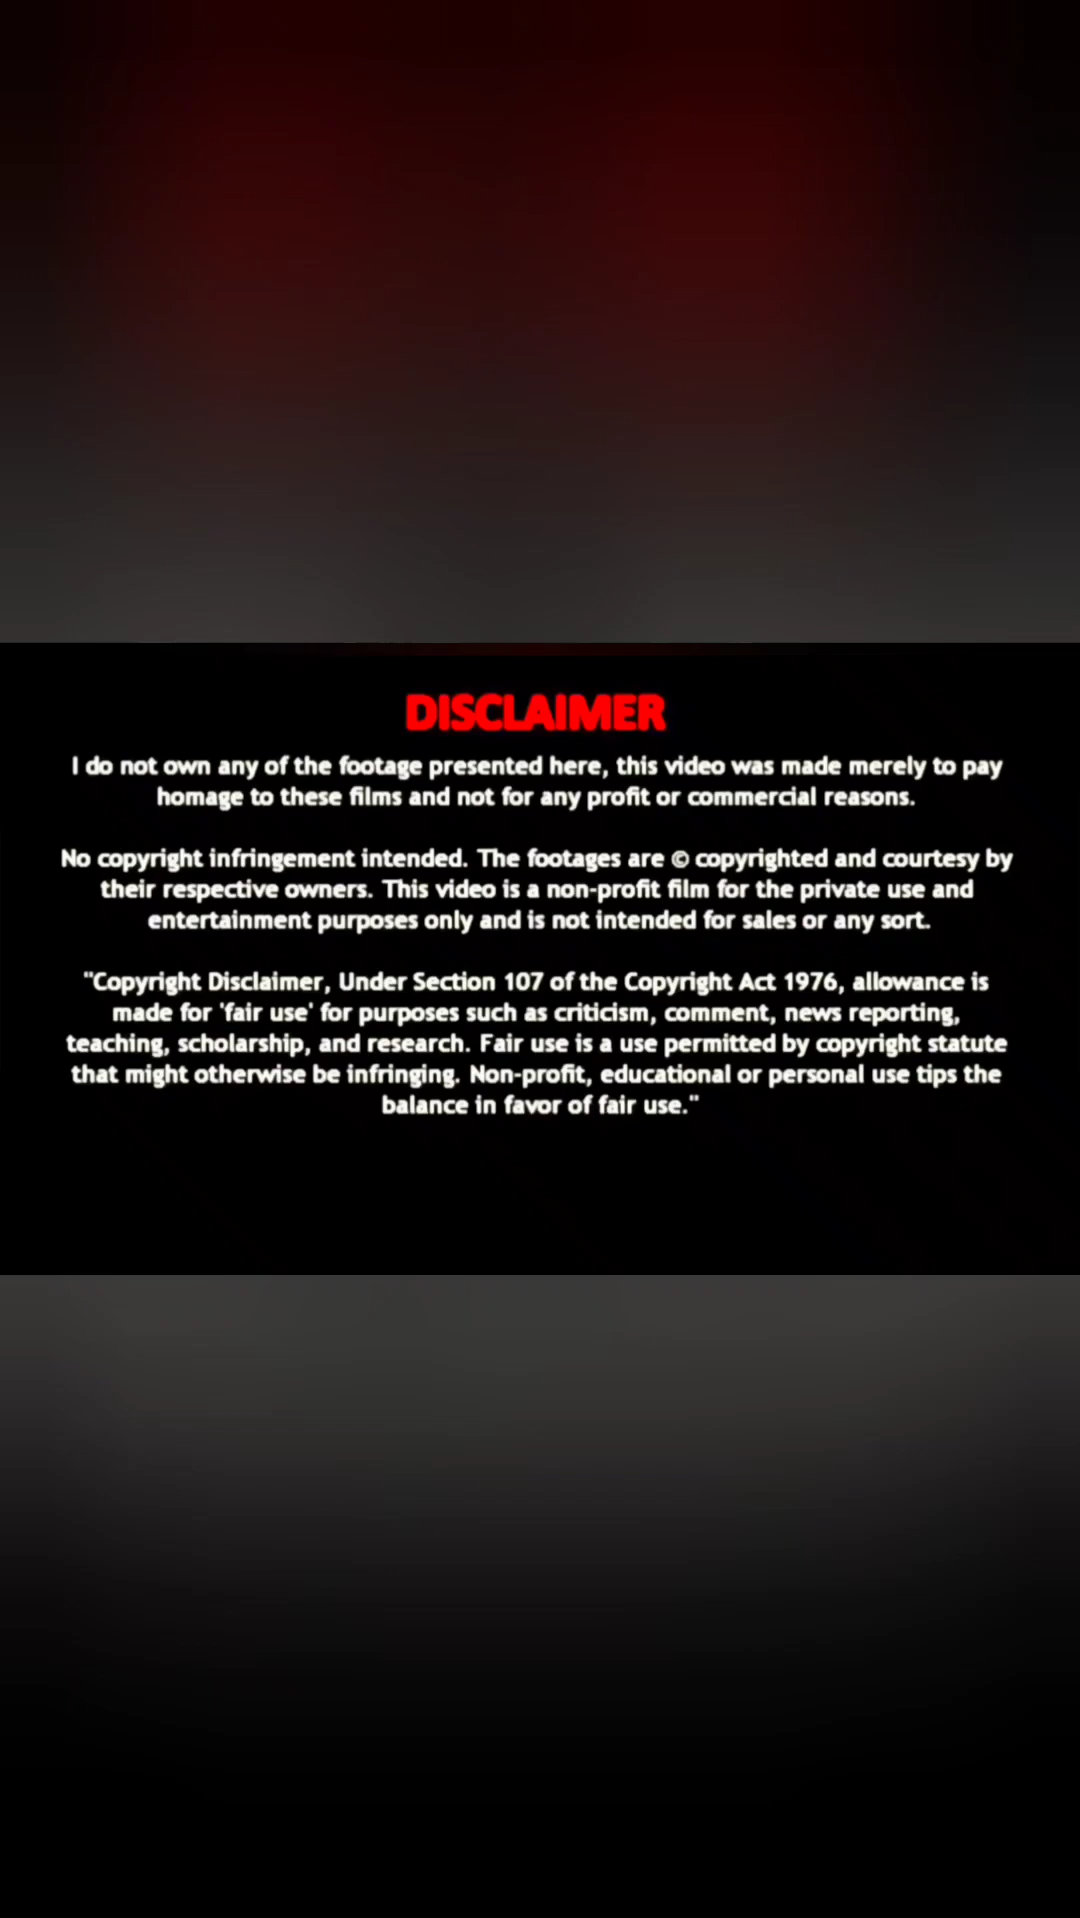 DISCLAIMER
I do not own any of the footage presented here, this video was made merely to pay
homage to these films and not for any profit or commercial reasons.
No copyright infringement intended. The footages are © copyrighted and courtesy by
their respective owners. This video is a non-profit film for the private use and
entertainment purposes only and is not intended for sales or any sort.
"Copyright Disclaimer, Under Section 107 of the Copyright Act 1976, allowance is
made for 'fair use' for purposes such as criticism, comment, news reporting,
teaching, scholarship, and research. Fair use is a use permitted by copyright statute
that might otherwise be infringing. Non-profit, educational or personal use tips the
balance in favor of fair use."